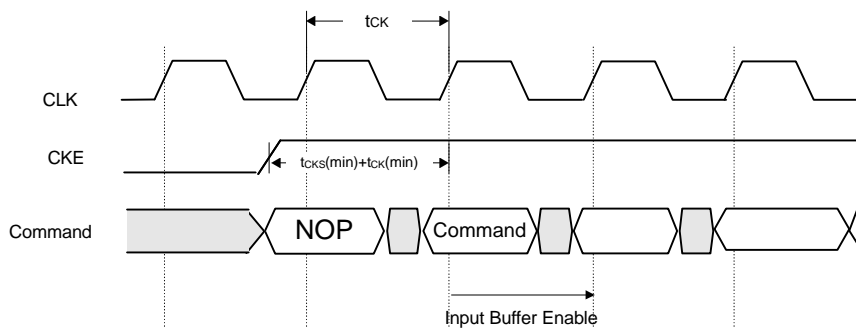 tCK
CLK
CKE
tCKS(min)+tCK(min)
Command
NOP
Command
Input Buffer Enable